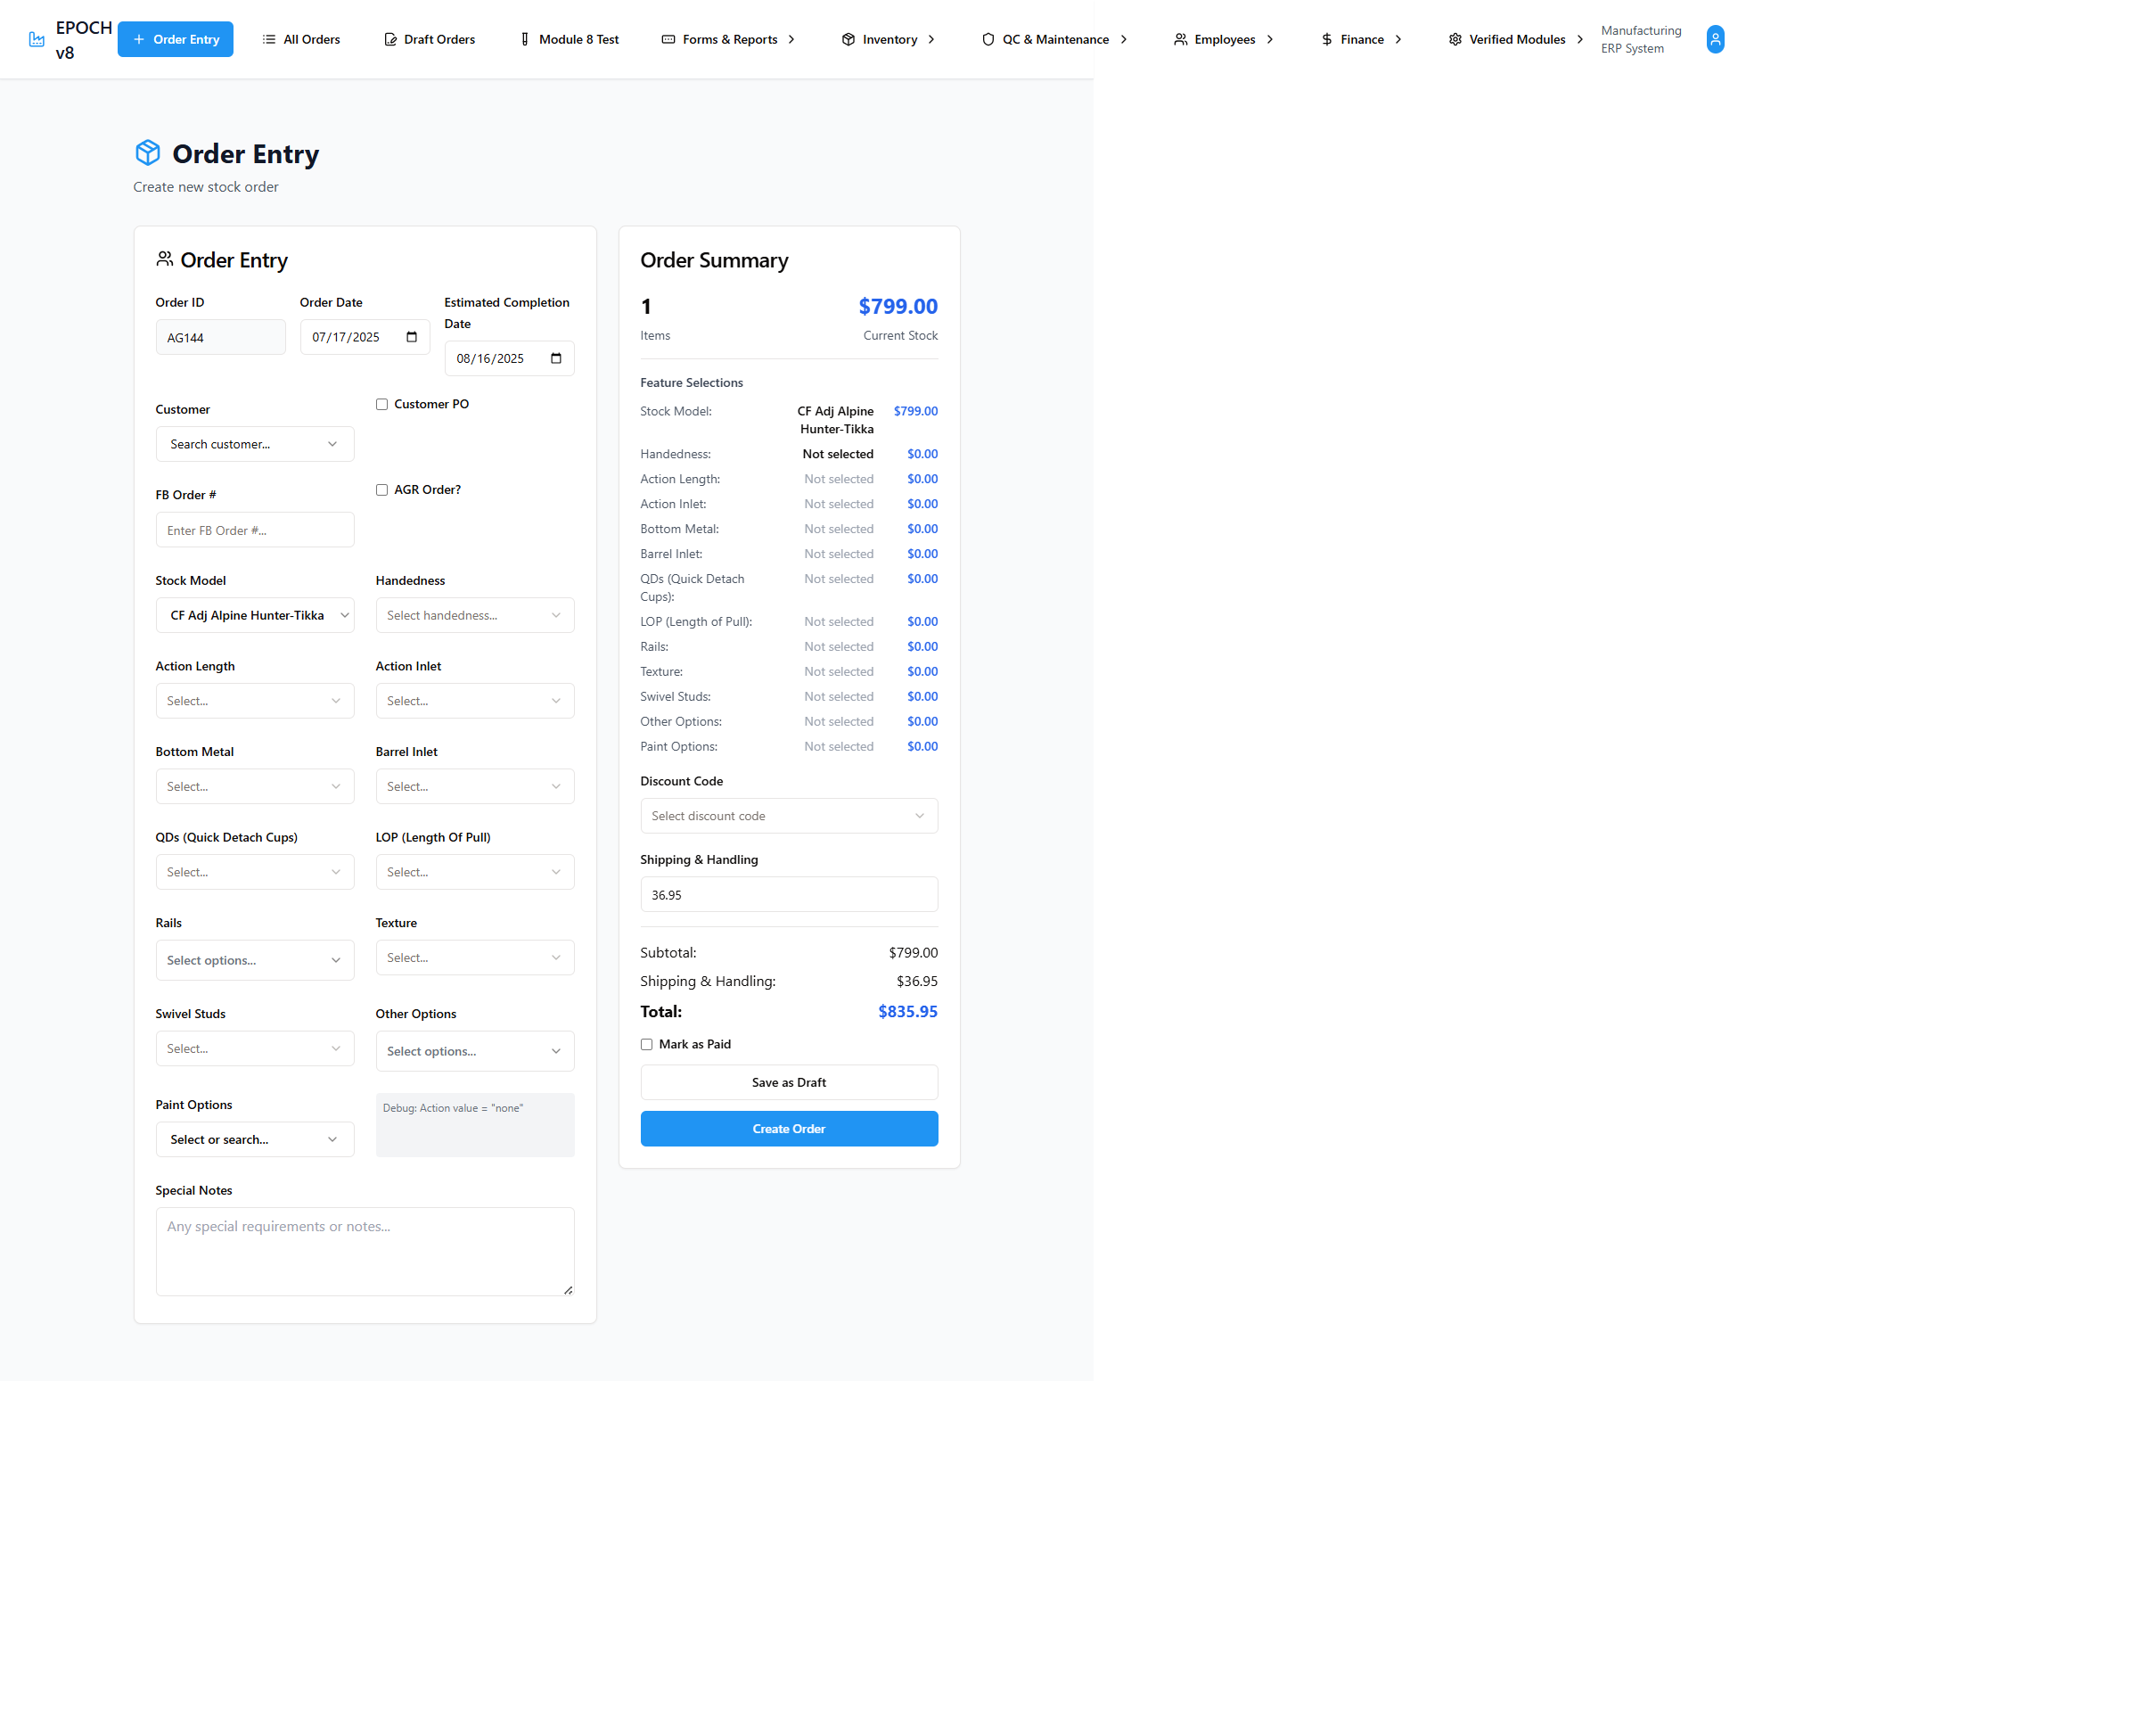 EPOCH v8
Order Entry
All Orders
Draft Orders
Module 8 Test
Forms & Reports
Inventory
QC & Maintenance
Employees
Finance
Verified Modules
Manufacturing ERP System
Order Entry
Create new stock order
Order Entry
Order ID
AG144
Order Date
07/17/2025
Estimated Completion Date
08/16/2025
Customer
Search customer...
Customer PO
FB Order #
Enter FB Order #...
AGR Order?
Stock Model
CF Adj Alpine Hunter-Tikka
Handedness
Select handedness...
Action Length
Select...
Action Inlet
Select...
Bottom Metal
Select...
Barrel Inlet
Select...
QDs (Quick Detach Cups)
Select...
LOP (Length Of Pull)
Select...
Rails
Select options...
Texture
Select...
Swivel Studs
Select...
Other Options
Select options...
Paint Options
Select or search...
Debug: Action value = "none"
Special Notes
Any special requirements or notes...
Order Summary
1 $799.00
Items Current Stock
Feature Selections
Stock Model: CF Adj Alpine Hunter-Tikka $799.00
Handedness: Not selected $0.00
Action Length: Not selected $0.00
Action Inlet: Not selected $0.00
Bottom Metal: Not selected $0.00
Barrel Inlet: Not selected $0.00
QDs (Quick Detach Cups): Not selected $0.00
LOP (Length of Pull): Not selected $0.00
Rails: Not selected $0.00
Texture: Not selected $0.00
Swivel Studs: Not selected $0.00
Other Options: Not selected $0.00
Paint Options: Not selected $0.00
Discount Code
Select discount code
Shipping & Handling
36.95
Subtotal: $799.00
Shipping & Handling: $36.95
Total: $835.95
Mark as Paid
Save as Draft
Create Order